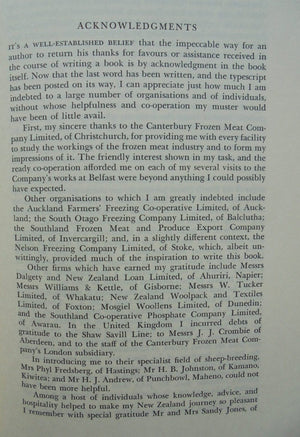 ACKNOWLEDGMENTS
IT'S A WELL-ESTABLISHED BELIEF that the impeccable way for an
author to return his thanks for favours or assistance received in
the course of writing a book is by acknowledgment in the book
itself. Now that the last word has been written, and the typescript
has been posted on its way, I can appreciate just how much I am
indebted to a large number of organisations and of individuals,
without whose helpfulness and co-operation my muster would
have been of little avail.
First, my sincere thanks to the Canterbury Frozen Meat Com-
pany Limited, of Christchurch, for providing me with every facility
to study the workings of the frozen meat industry and to form my
impressions of it. The friendly interest shown in my task, and the
ready co-operation afforded me on each of my several visits to the
Company's works at Belfast were beyond anything I could possibly
have expected.
Other organisations to which I am greatly indebted include
the Auckland Farmers' Freezing Co-operative Limited, of Auck-
land; the South Otago Freezing Company Limited, of Balclutha;
the Southland Frozen Meat and Produce Export Company
Limited, of Invercargill; and, in a slightly different context, the
Nelson Freezing Company Limited, of Stoke, which, albeit un-
wittingly, provided much of the inspiration to write this book.
Other firms which have earned my gratitude include Messrs
Dalgety and New Zealand Loan Limited, of Ahuriri, Napier;
Messrs Williams & Kettle, of Gisborne; Messrs W. Tucker
Limited, of Whakatu; New Zealand Woolpack and Textiles
Limited, of Foxton; Mosgiel Woollens Limited, of Dunedin;
and the Southland Co-operative Phosphate Company Limited,
of Awarau. In the United Kingdom I incurred debts of
gratitude to the Shaw Savill Line; to Messrs J. J. Crombie of
Aberdeen, and to the staff of the Canterbury Frozen Meat Com-
pany's London subsidiary.
In introducing me to their specialist field of sheep-breeding,
Mrs Phyl Fredsberg, of Hastings; Mr H. B. Johnston, of Kamano,
Kiwitea; and Mr H. J. Andrew, of Punchbowl, Maheno, could not
have been more helpful.
Among a host of individuals whose knowledge, advice, and
hospitality helped to make my New Zealand journey so pleasant
I remember with special gratitude Mr and Mrs Sandy Jones, of